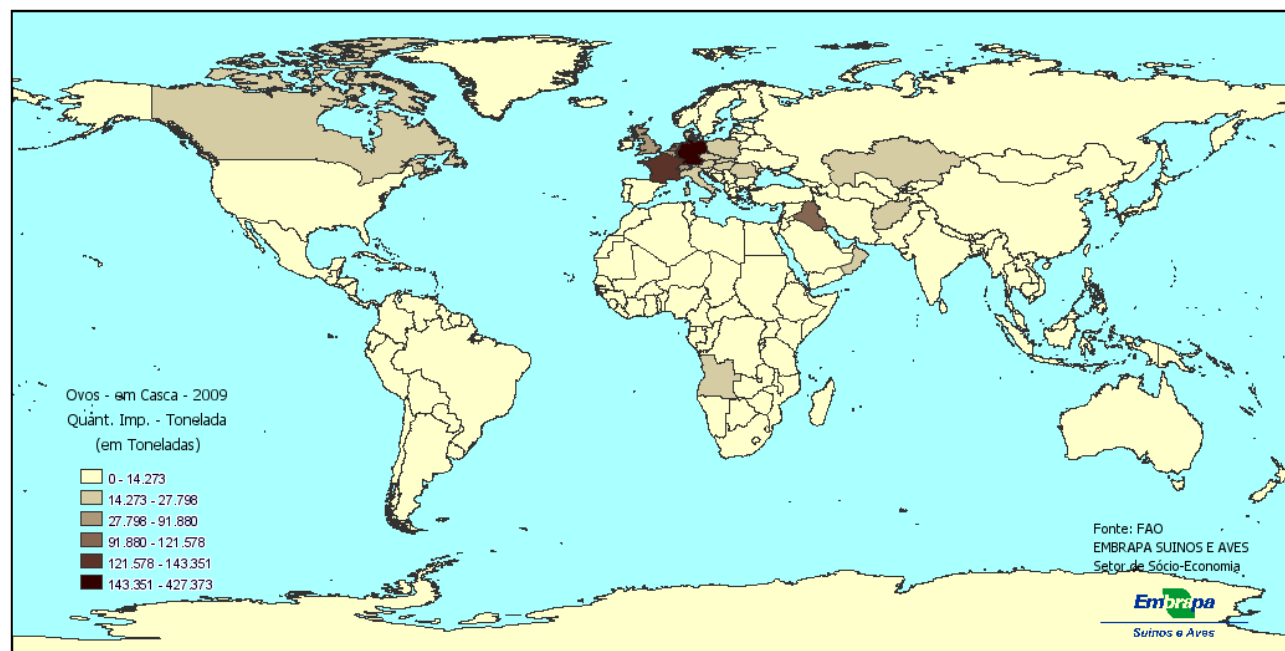 Ovos - em Casca - 2009
Quant. Imp. - Tonelada
(em Toneladas)
0 - 14.273
14.273 - 27.798
27.798 - 91.880
91.880 - 121.578
121.578 - 143.351
143.351 - 427.373
Fonte: FAO
EMBRAPA SUINOS E AVES
Setor de Sócio-Economia
Embrapa
Suínos e Aves